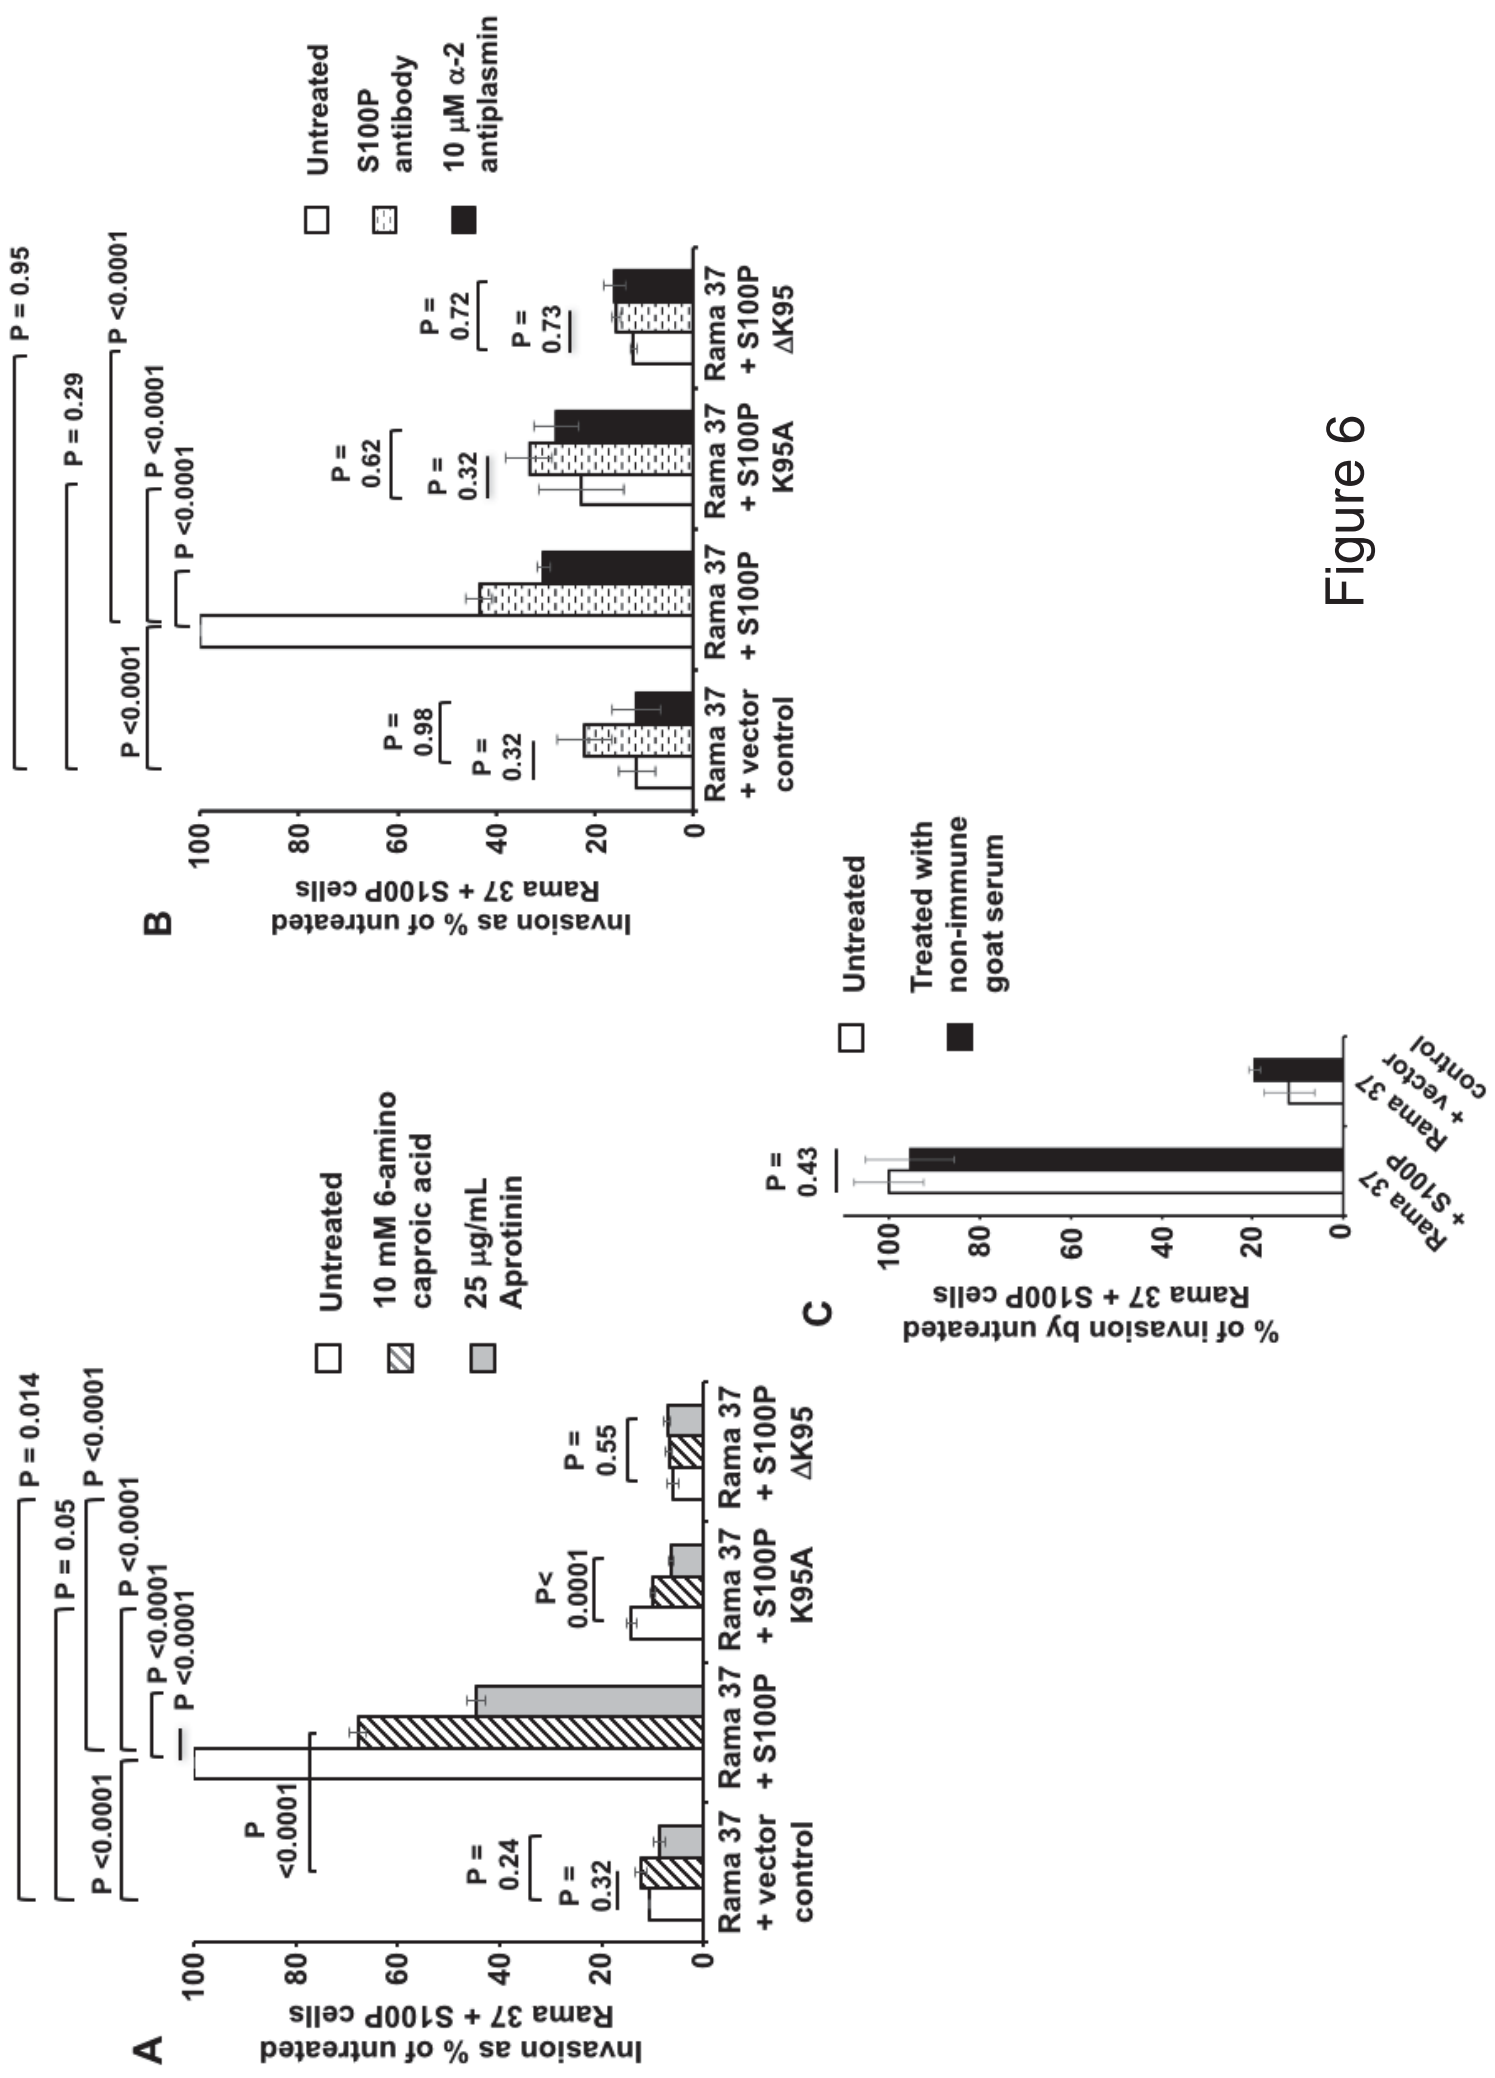 A
Invasion as % of untreated
Rama 37 + S100P cells
100
80
60
40
20
0
P = 0.014
P = 0.05
P <0.0001
P <0.0001
P <0.0001
P <0.0001
P <0.0001
P
<0.0001
P =
0.24
P =
0.32
P<
0.0001
P =
0.55
Rama 37
+ vector
control
Rama 37
+ S100P
Rama 37
+ S100P
K95A
Rama 37
+ S100P
ΔK95
Untreated
10 mM 6-amino
caproic acid
25 μg/mL
Aprotinin
B
Invasion as % of untreated
Rama 37 + S100P cells
100
80
60
40
20
0
P = 0.95
P = 0.29
P <0.0001
P <0.0001
P <0.0001
P <0.0001
P =
0.98
P =
0.32
P =
0.62
P =
0.32
P =
0.72
P =
0.73
Rama 37
+ vector
control
Rama 37
+ S100P
Rama 37
+ S100P
K95A
Rama 37
+ S100P
ΔK95
Untreated
S100P
antibody
10 μM α-2
antiplasmin
C
% of invasion by untreated
Rama 37 + S100P cells
100
80
60
40
20
0
P =
0.43
Rama 37
+ S100P
Rama 37
+ vector
control
Untreated
Treated with
non-immune
goat serum
Figure 6